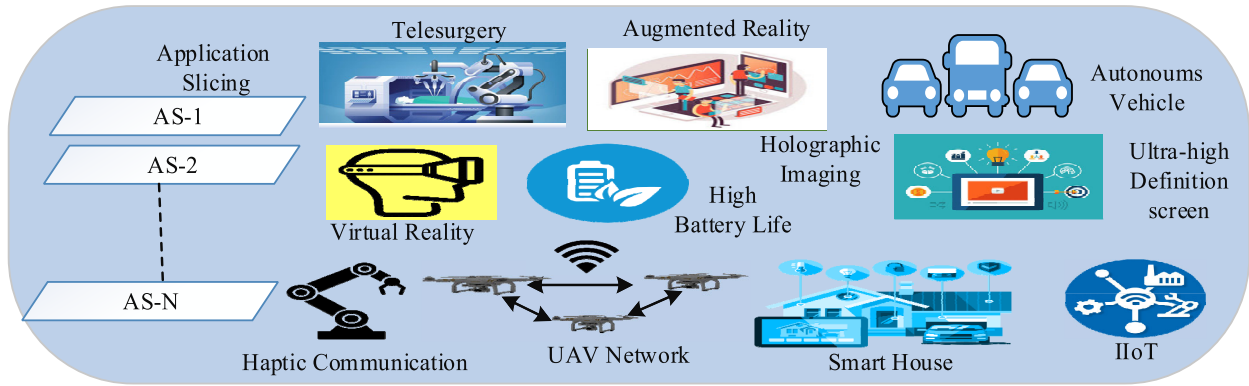 Application
Slicing
AS-1
AS-2
AS-N
Telesurgery
Augmented Reality
Autonoums
Vehicle
Virtual Reality
High
Battery Life
Holographic
Imaging
Ultra-high
Definition
screen
Haptic Communication
UAV Network
Smart House
IIoT